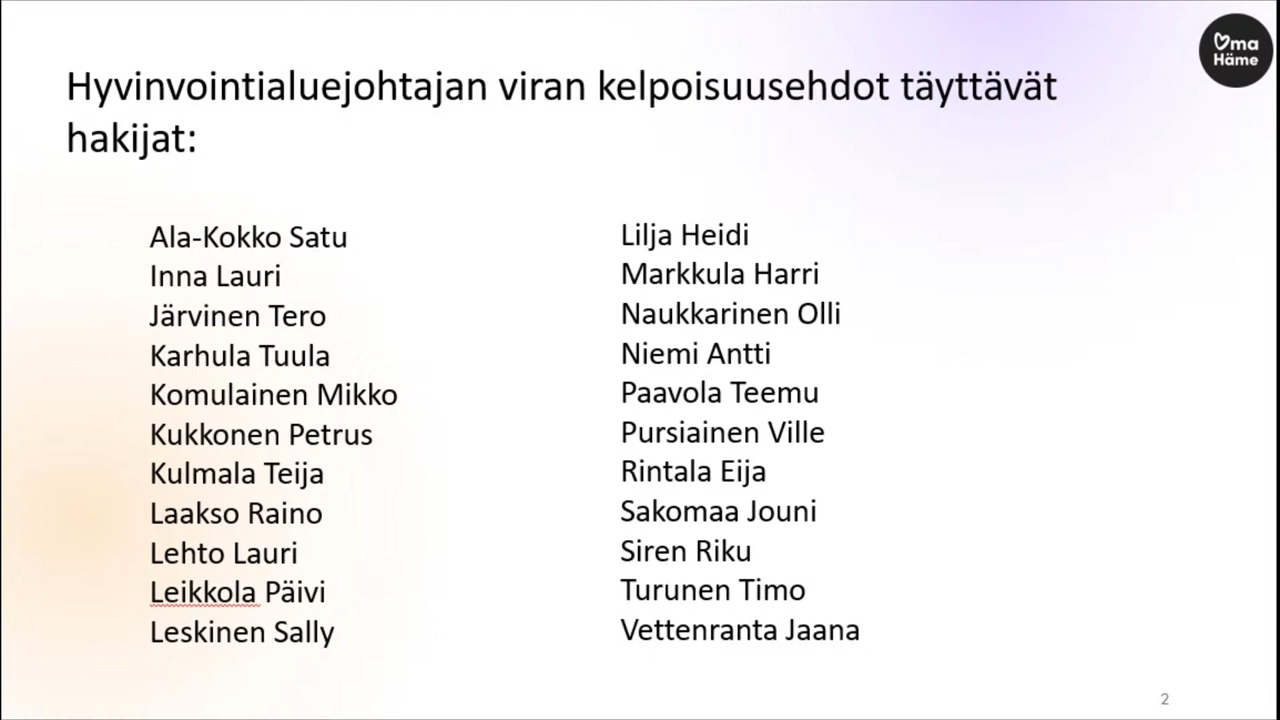 Oma
Häme
Hyvinvointialuejohtajan viran kelpoisuusehdot täyttävät
hakijat:
Ala-Kokko Satu
Inna Lauri
Järvinen Tero
Karhula Tuula
Komulainen Mikko
Kukkonen Petrus
Kulmala Teija
Laakso Raino
Lehto Lauri
Leikkola Päivi
Leskinen Sally
Lilja Heidi
Markkula Harri
Naukkarinen Olli
Niemi Antti
Paavola Teemu
Pursiainen Ville
Rintala Eija
Sakomaa Jouni
Siren Riku
Turunen Timo
Vettenranta Jaana
2